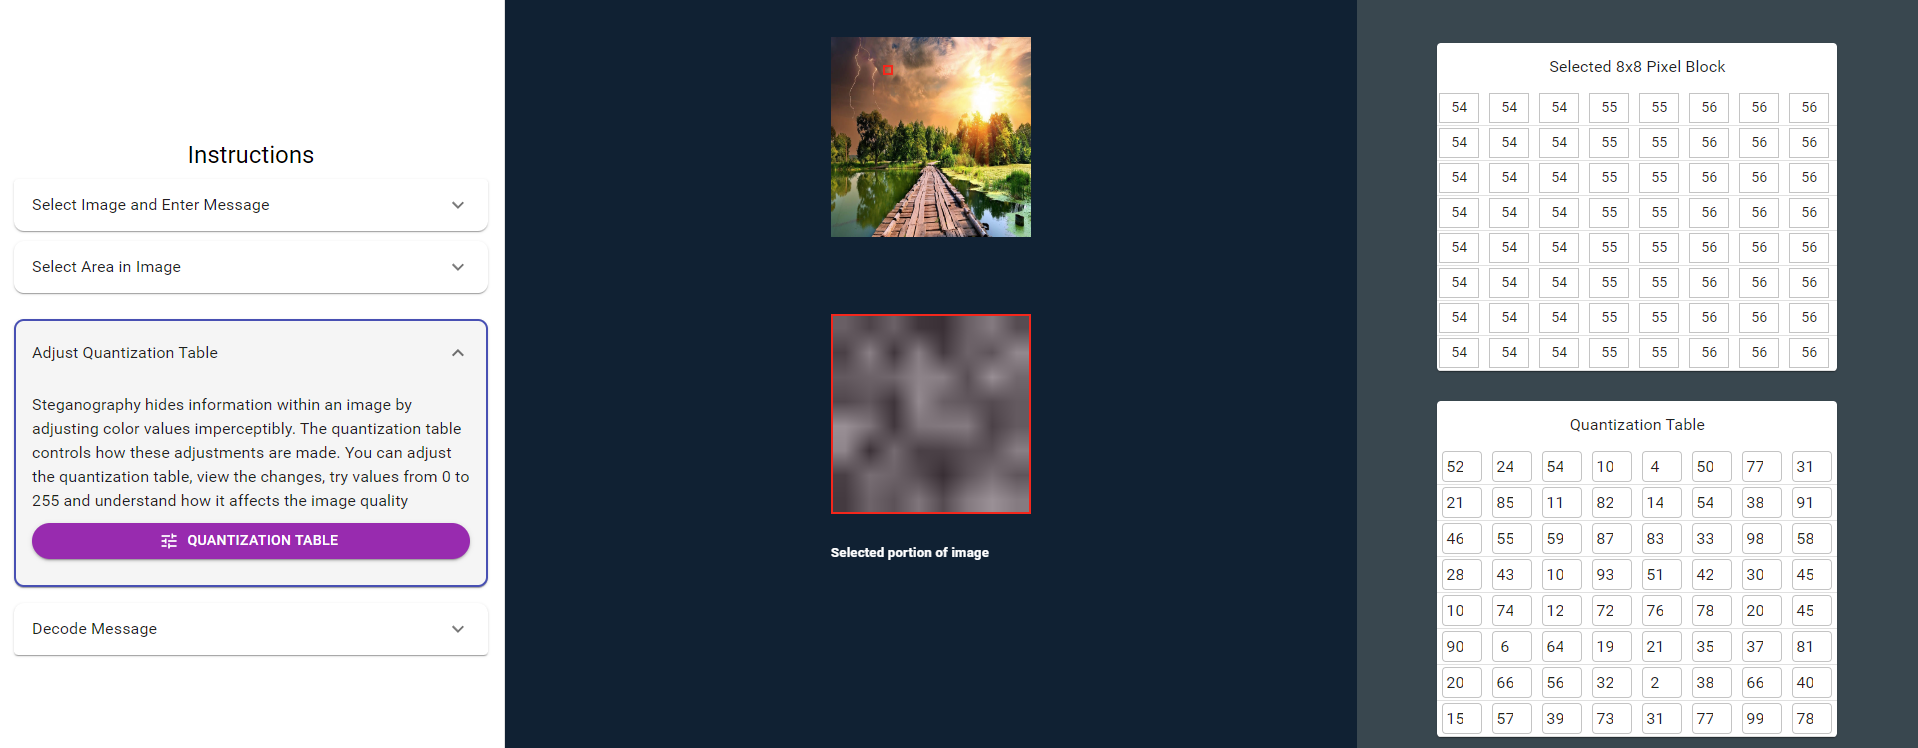 Instructions
Select Image and Enter Message
Select Area in Image
Adjust Quantization Table
Steganography hides information within an image by
adjusting color values imperceptibly. The quantization table
controls how these adjustments are made. You can adjust
the quantization table, view the changes, try values from 0 to
255 and understand how it affects the image quality
QUANTIZATION TABLE
Decode Message
Selected portion of image
Selected 8x8 Pixel Block
54 54 54 55 55 56 56 56
54 54 54 55 55 56 56 56
54 54 54 55 55 56 56 56
54 54 54 55 55 56 56 56
54 54 54 55 55 56 56 56
54 54 54 55 55 56 56 56
54 54 54 55 55 56 56 56
54 54 54 55 55 56 56 56
Quantization Table
52 24 54 10 4 50 77 31
21 85 11 82 14 54 38 91
46 55 59 87 83 33 98 58
28 43 10 93 51 42 30 45
10 74 12 72 76 78 20 45
90 6 64 19 21 35 37 81
20 66 56 32 2 38 66 40
15 57 39 73 31 77 99 78